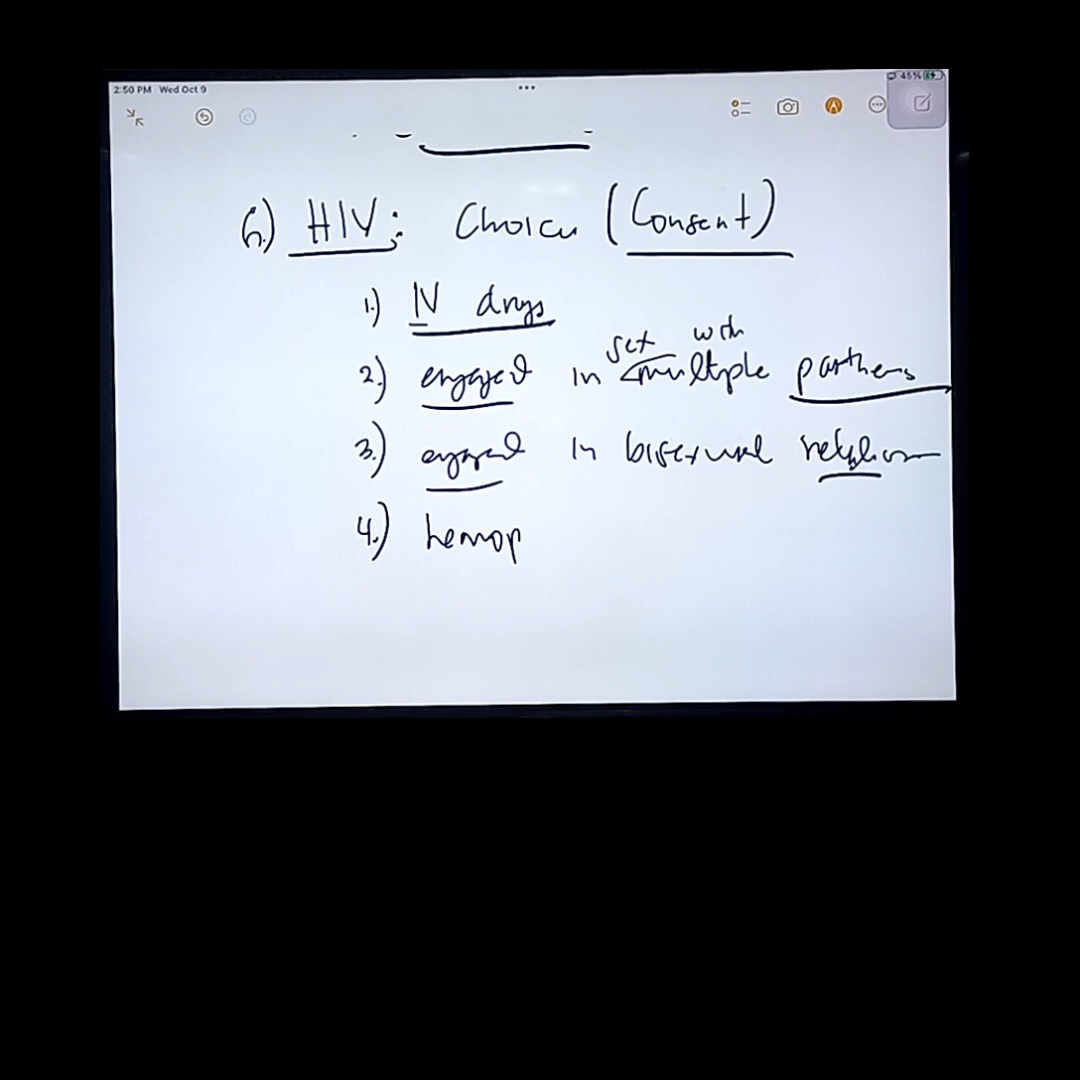 2:50 PM Wed Oct 9
45%
6.) HIV: Choice (Consent)
1.) IV drugs
2.) engaged in sex with multiple partners
3.) engaged in bisexual relation
4.) hemop